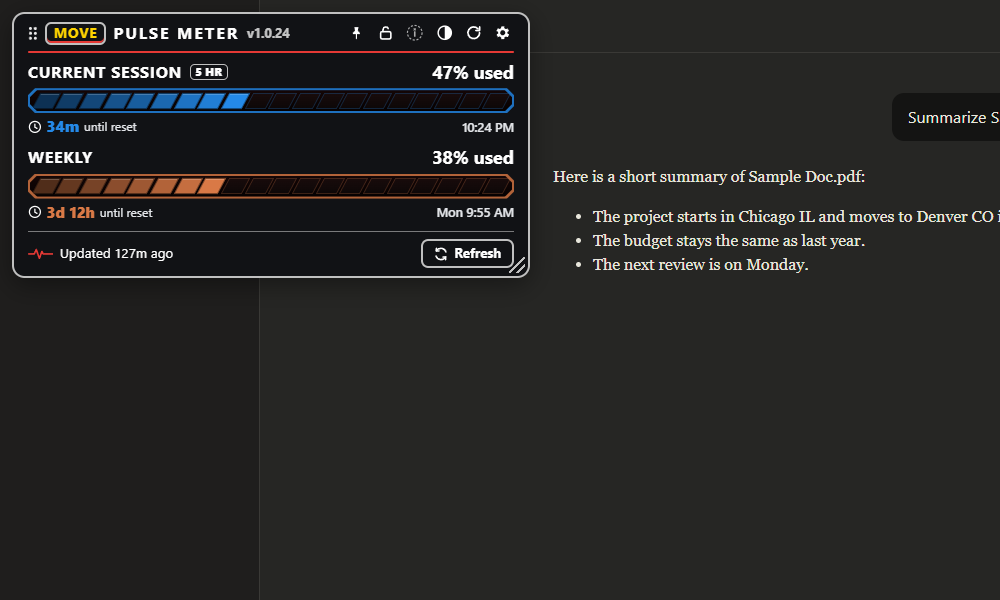 MOVE PULSE METER v1.0.24
CURRENT SESSION 5 HR 47% used
34m until reset 10:24 PM
WEEKLY 38% used
3d 12h until reset Mon 9:55 AM
Updated 127m ago Refresh
Summarize S
Here is a short summary of Sample Doc.pdf:
• The project starts in Chicago IL and moves to Denver CO i
• The budget stays the same as last year.
• The next review is on Monday.